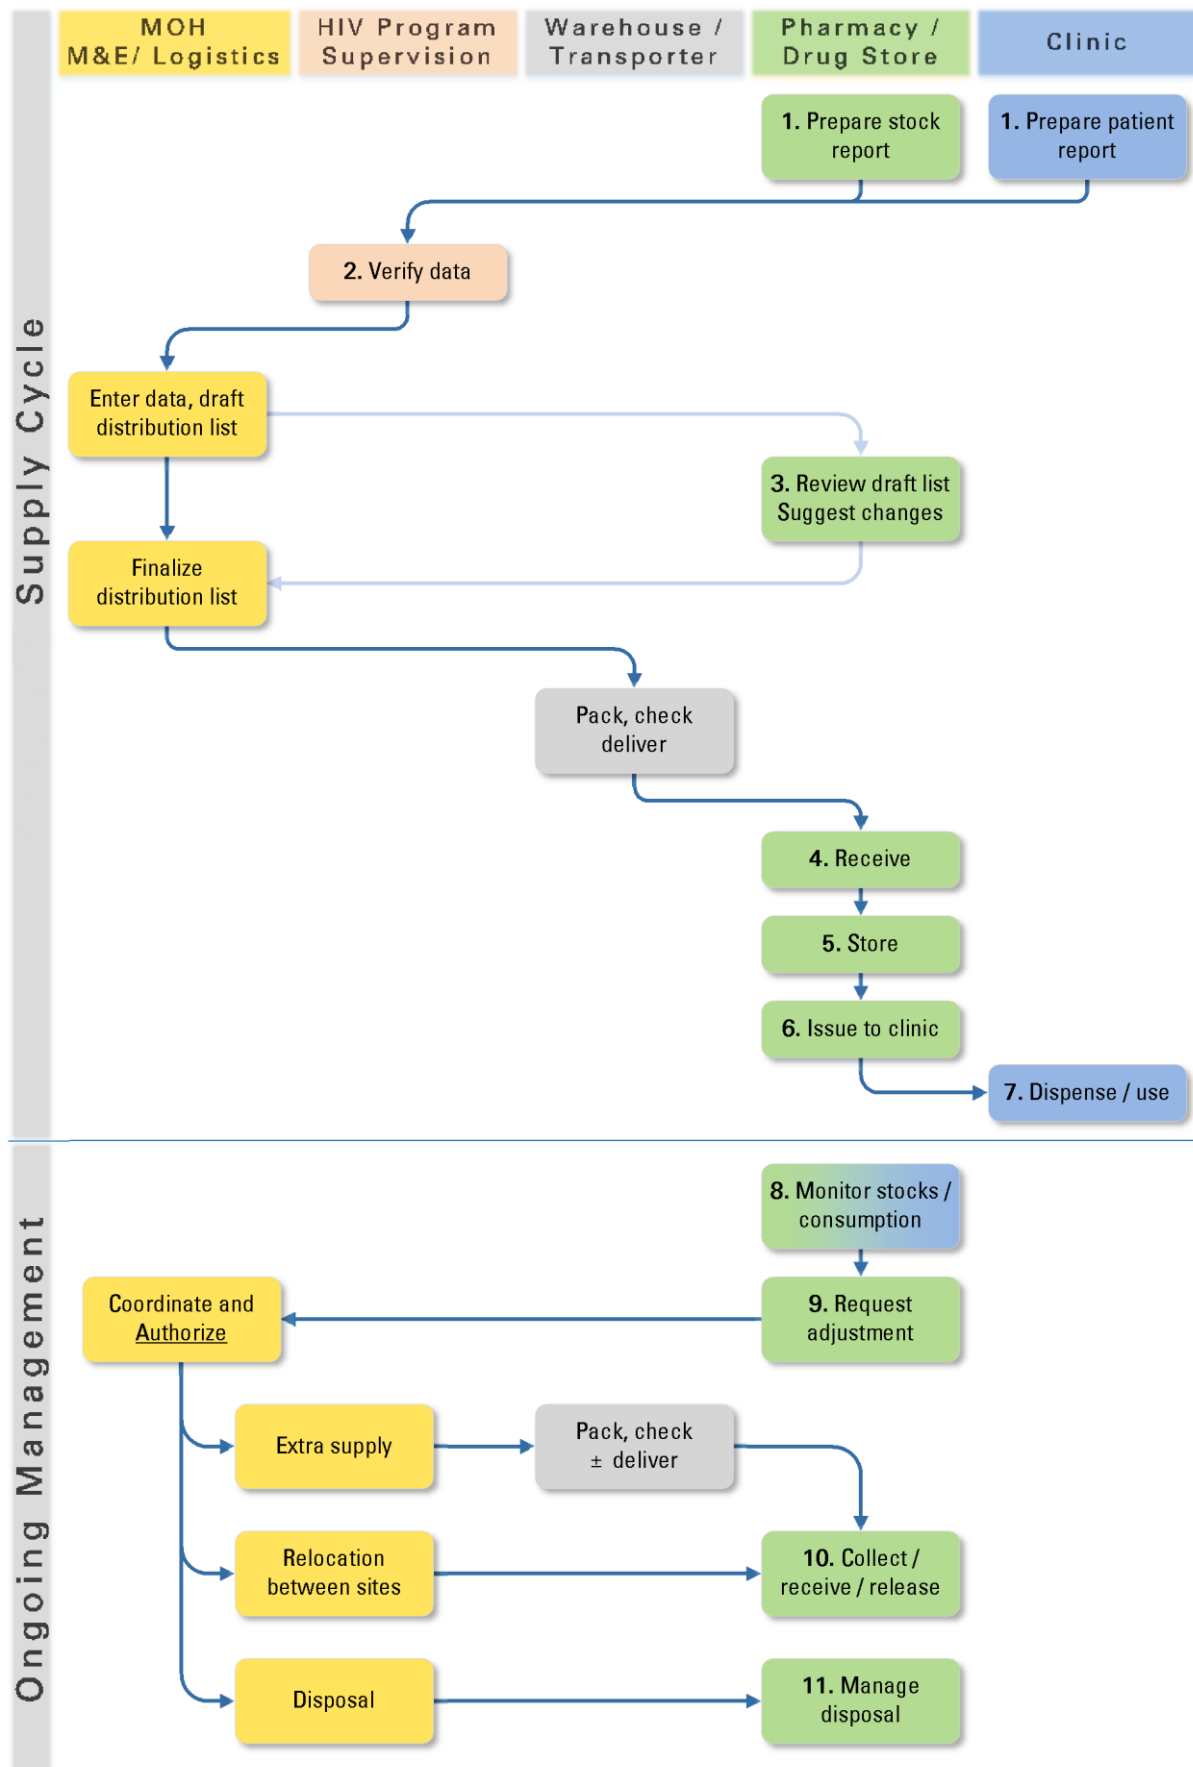 MOH
M&E/ Logistics
HIV Program
Supervision
Warehouse /
Transporter
Pharmacy /
Drug Store
Clinic
Supply Cycle
1. Prepare stock
report
1. Prepare patient
report
2. Verify data
Enter data, draft
distribution list
3. Review draft list
Suggest changes
Finalize
distribution list
Pack, check
deliver
4. Receive
5. Store
6. Issue to clinic
7. Dispense / use
Ongoing Management
8. Monitor stocks /
consumption
Coordinate and
Authorize
9. Request
adjustment
Extra supply
Pack, check
± deliver
Relocation
between sites
10. Collect /
receive / release
Disposal
11. Manage
disposal